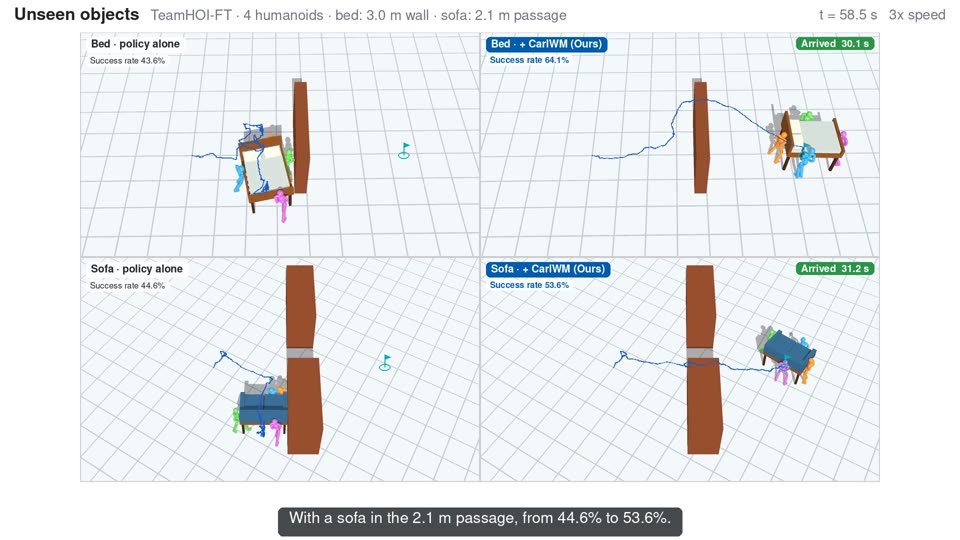 Unseen objects TeamHOI-FT · 4 humanoids · bed: 3.0 m wall · sofa: 2.1 m passage t = 58.5 s 3x speed
Bed · policy alone
Success rate 43.6%
Bed · + CarlWM (Ours) Arrived 30.1 s
Success rate 64.1%
Sofa · policy alone
Success rate 44.6%
Sofa · + CarlWM (Ours) Arrived 31.2 s
Success rate 53.6%
With a sofa in the 2.1 m passage, from 44.6% to 53.6%.